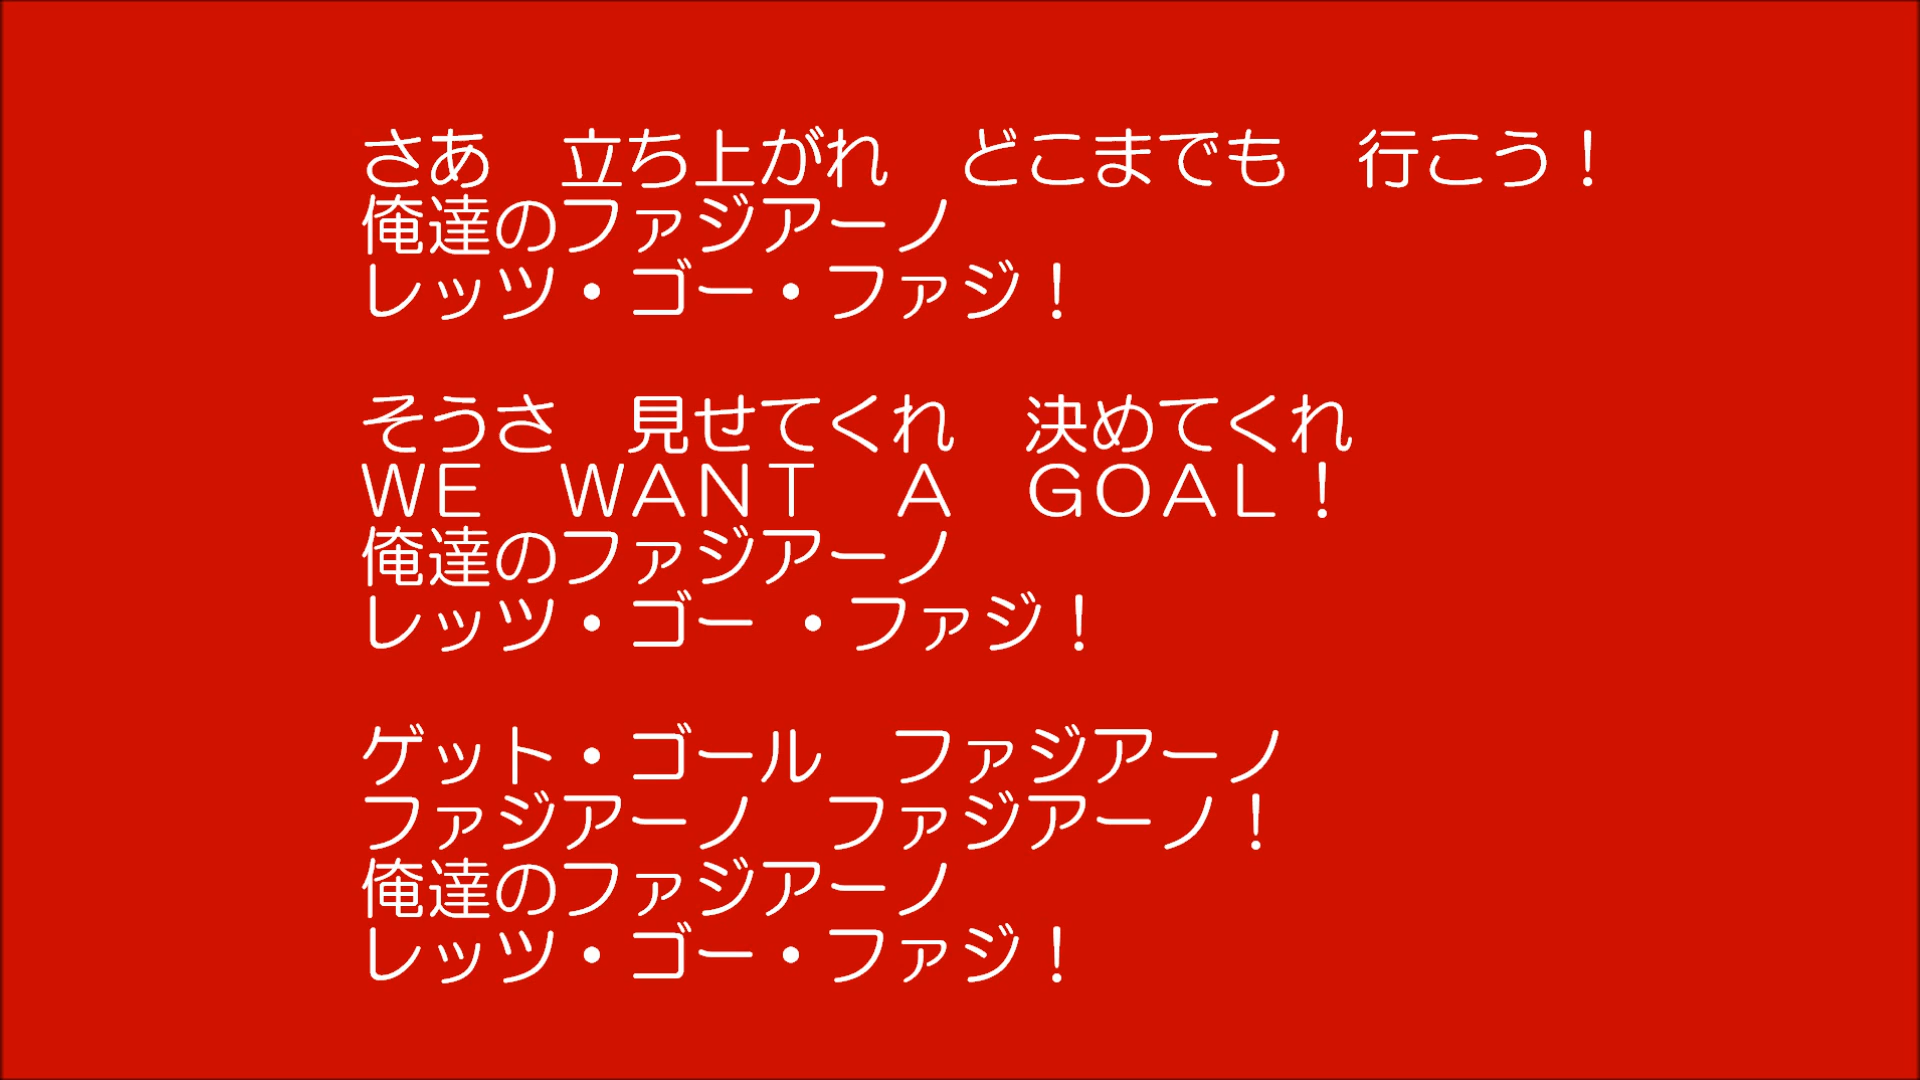 さあ　立ち上がれ　どこまでも　行こう！
俺達のファジアーノ
レッツ・ゴー・ファジ！
そうさ　見せてくれ　決めてくれ
ＷＥ　ＷＡＮＴ　Ａ　ＧＯＡＬ！
俺達のファジアーノ
レッツ・ゴー ・ファジ！
ゲット・ゴール　ファジアーノ
ファジアーノ　ファジアーノ！
俺達のファジアーノ
レッツ・ゴー・ファジ！